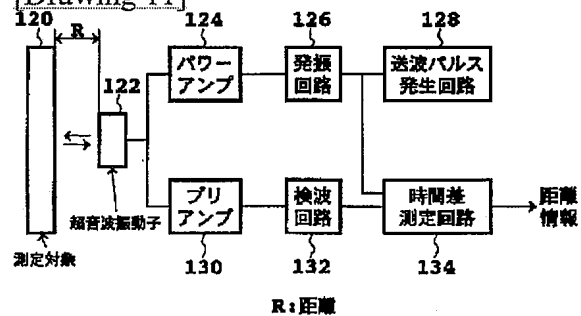 [Drawing 11]
120
R
124
126
128
122
パワー
アンプ
発振
回路
送波パルス
発生回路
超音波振動子
測定対象
プリ
アンプ
検波
回路
時間差
測定回路
距離
情報
130
132
134
R:距離